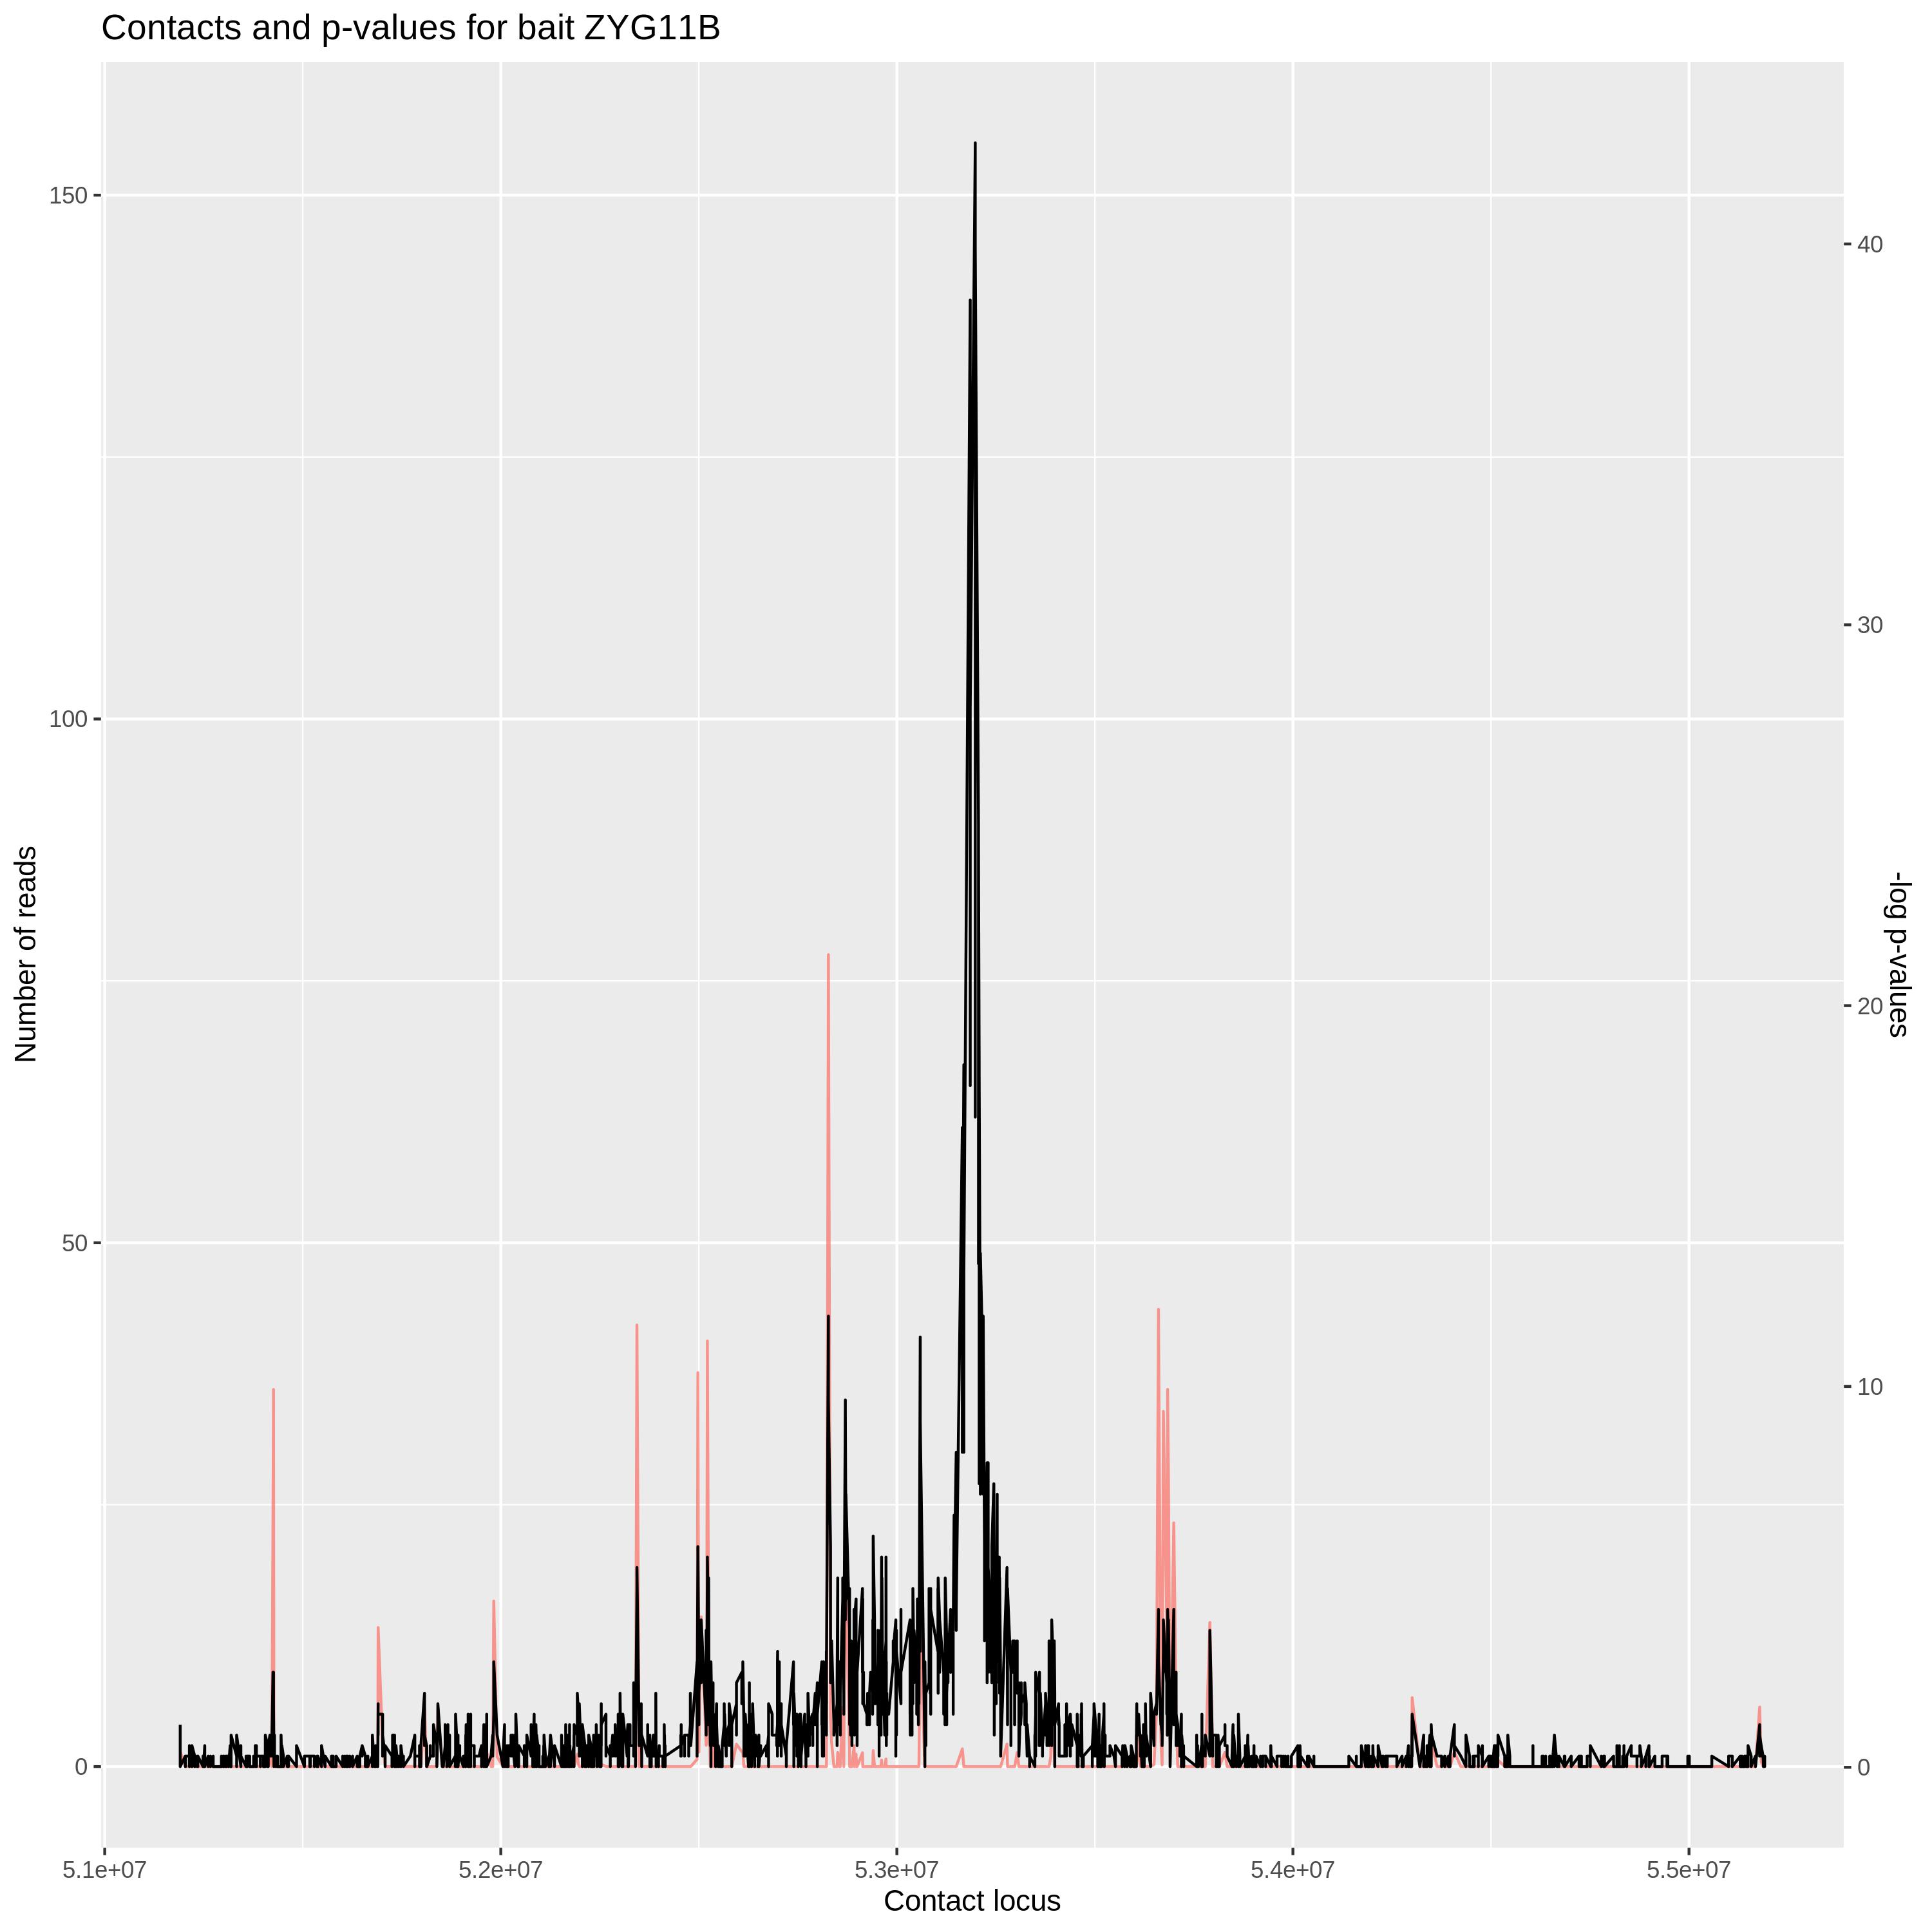 Contacts and p-values for bait ZYG11B
150
100
50
0
Number of reads
40
30
20
10
0
-log p-values
5.1e+07
5.2e+07
5.3e+07
5.4e+07
5.5e+07
Contact locus